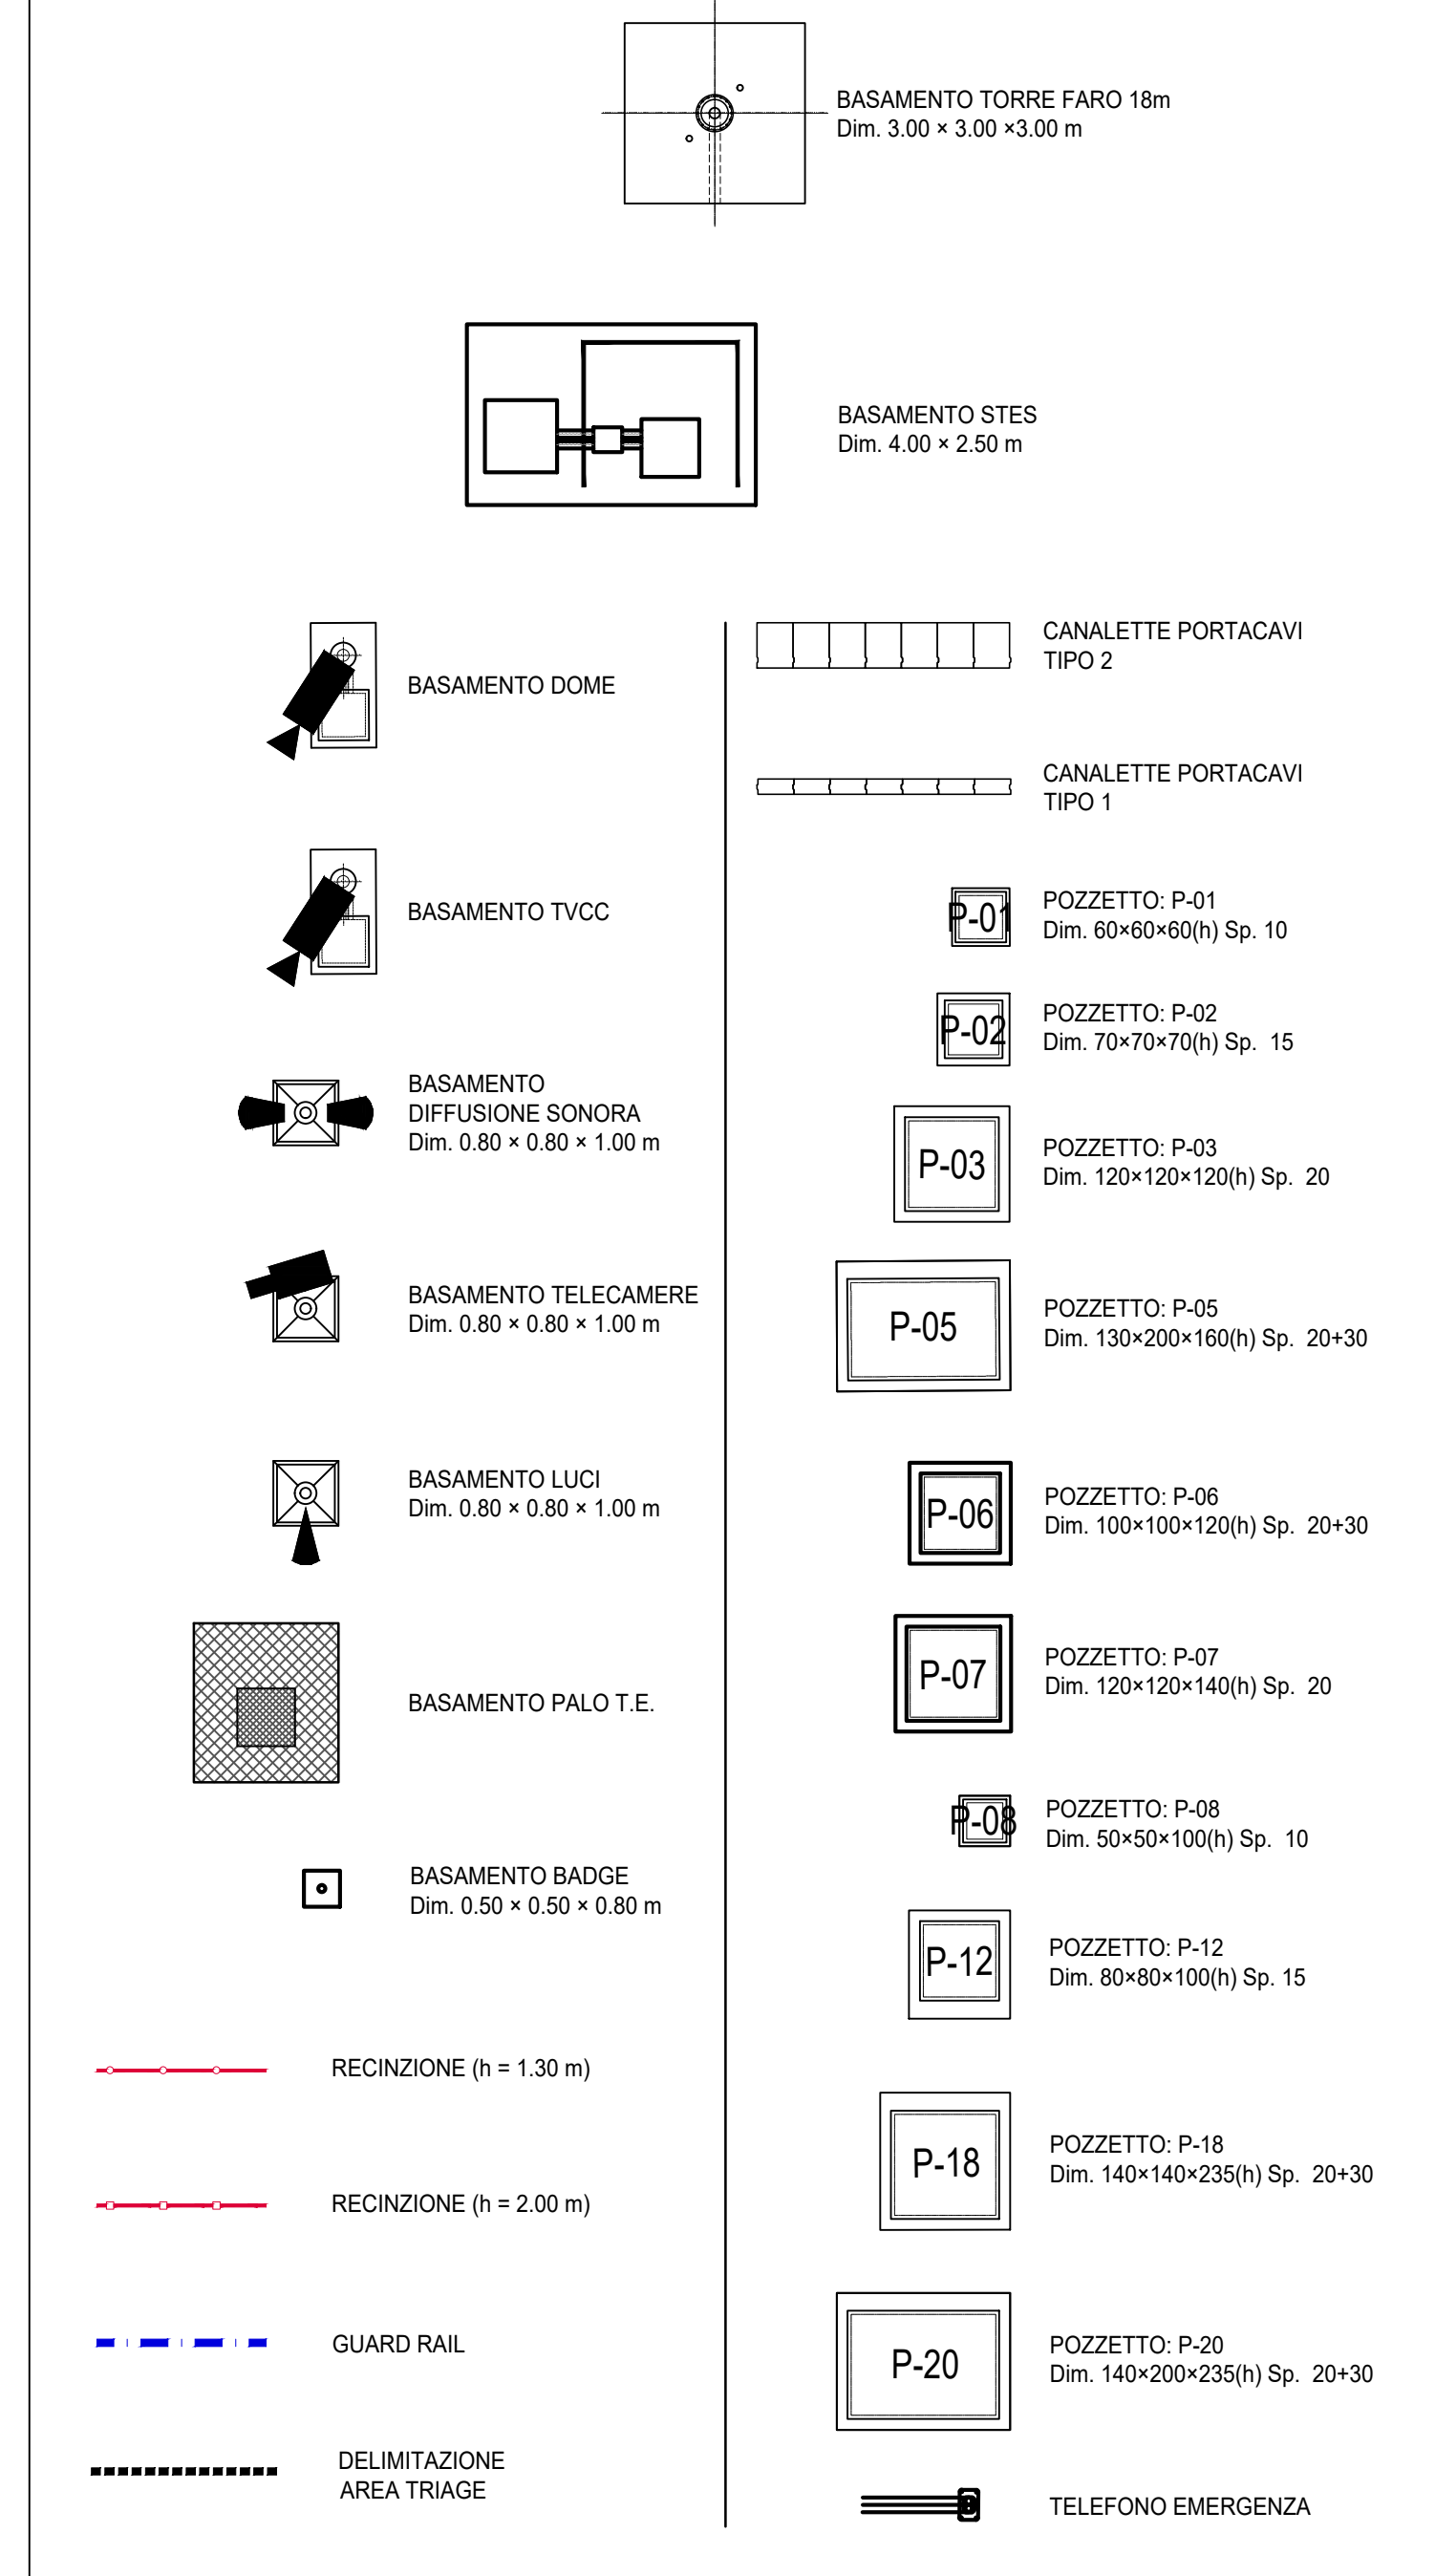 BASAMENTO TORRE FARO 18m
Dim. 3.00 × 3.00 ×3.00 m
BASAMENTO STES
Dim. 4.00 × 2.50 m
BASAMENTO DOME
BASAMENTO TVCC
BASAMENTO
DIFFUSIONE SONORA
Dim. 0.80 × 0.80 × 1.00 m
BASAMENTO TELECAMERE
Dim. 0.80 × 0.80 × 1.00 m
BASAMENTO LUCI
Dim. 0.80 × 0.80 × 1.00 m
BASAMENTO PALO T.E.
BASAMENTO BADGE
Dim. 0.50 × 0.50 × 0.80 m
RECINZIONE (h = 1.30 m)
RECINZIONE (h = 2.00 m)
GUARD RAIL
DELIMITAZIONE
AREA TRIAGE
CANALETTE PORTACAVI
TIPO 2
CANALETTE PORTACAVI
TIPO 1
P-01
POZZETTO: P-01
Dim. 60×60×60(h) Sp. 10
P-02
POZZETTO: P-02
Dim. 70×70×70(h) Sp. 15
P-03
POZZETTO: P-03
Dim. 120×120×120(h) Sp. 20
P-05
POZZETTO: P-05
Dim. 130×200×160(h) Sp. 20+30
P-06
POZZETTO: P-06
Dim. 100×100×120(h) Sp. 20+30
P-07
POZZETTO: P-07
Dim. 120×120×140(h) Sp. 20
P-08
POZZETTO: P-08
Dim. 50×50×100(h) Sp. 10
P-12
POZZETTO: P-12
Dim. 80×80×100(h) Sp. 15
P-18
POZZETTO: P-18
Dim. 140×140×235(h) Sp. 20+30
P-20
POZZETTO: P-20
Dim. 140×200×235(h) Sp. 20+30
TELEFONO EMERGENZA